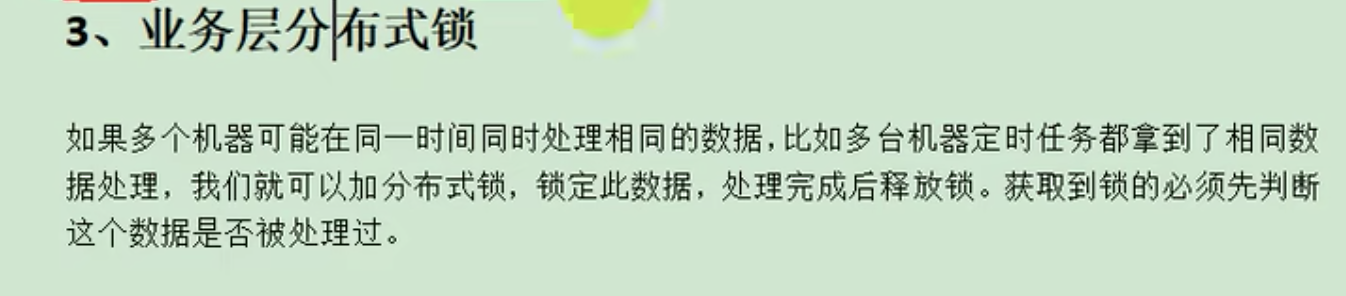 3、业务层分布式锁
如果多个机器可能在同一时间同时处理相同的数据,比如多台机器定时任务都拿到了相同数
据处理，我们就可以加分布式锁，锁定此数据，处理完成后释放锁。获取到锁的必须先判断
这个数据是否被处理过。